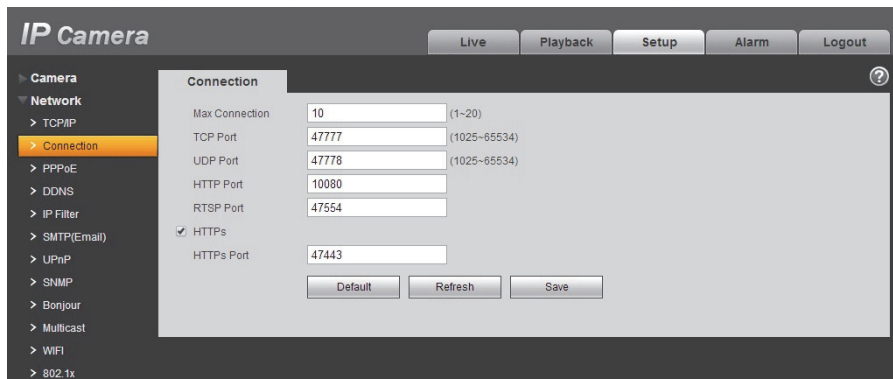 IP Camera
Live Playback Setup Alarm Logout
Camera
Network
> TCP/IP
> Connection
> PPPoE
> DDNS
> IP Filter
> SMTP(Email)
> UPnP
> SNMP
> Bonjour
> Multicast
> WIFI
> 802.1x
Connection
?
Max Connection 10 (1~20)
TCP Port 47777 (1025~65534)
UDP Port 47778 (1025~65534)
HTTP Port 10080
RTSP Port 47554
HTTPs
HTTPs Port 47443
Default Refresh Save